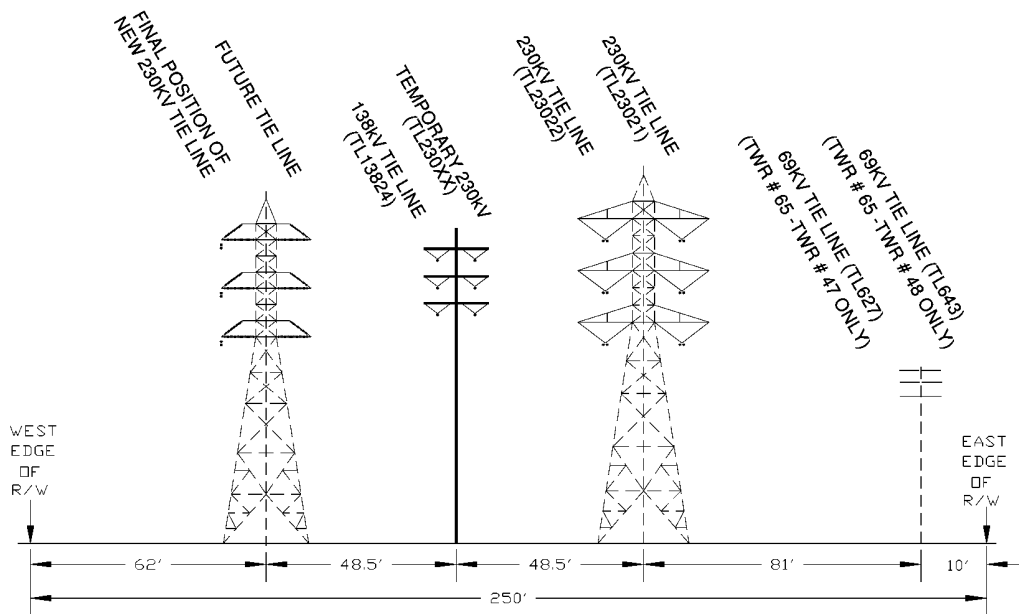 FINAL POSITION OF
NEW 230KV TIE LINE
FUTURE TIE LINE
138KV TIE LINE
(TL13824)
TEMPORARY 230KV
(TL230XX)
230KV TIE LINE
(TL23022)
230KV TIE LINE
(TL23021)
69KV TIE LINE (TL627)
(TWR # 65 -TWR # 47 ONLY)
69KV TIE LINE (TL643)
(TWR # 65 -TWR # 48 ONLY)
WEST
EDGE
OF
R/W
EAST
EDGE
OF
R/W
62'
48.5'
48.5'
81'
10'
250'